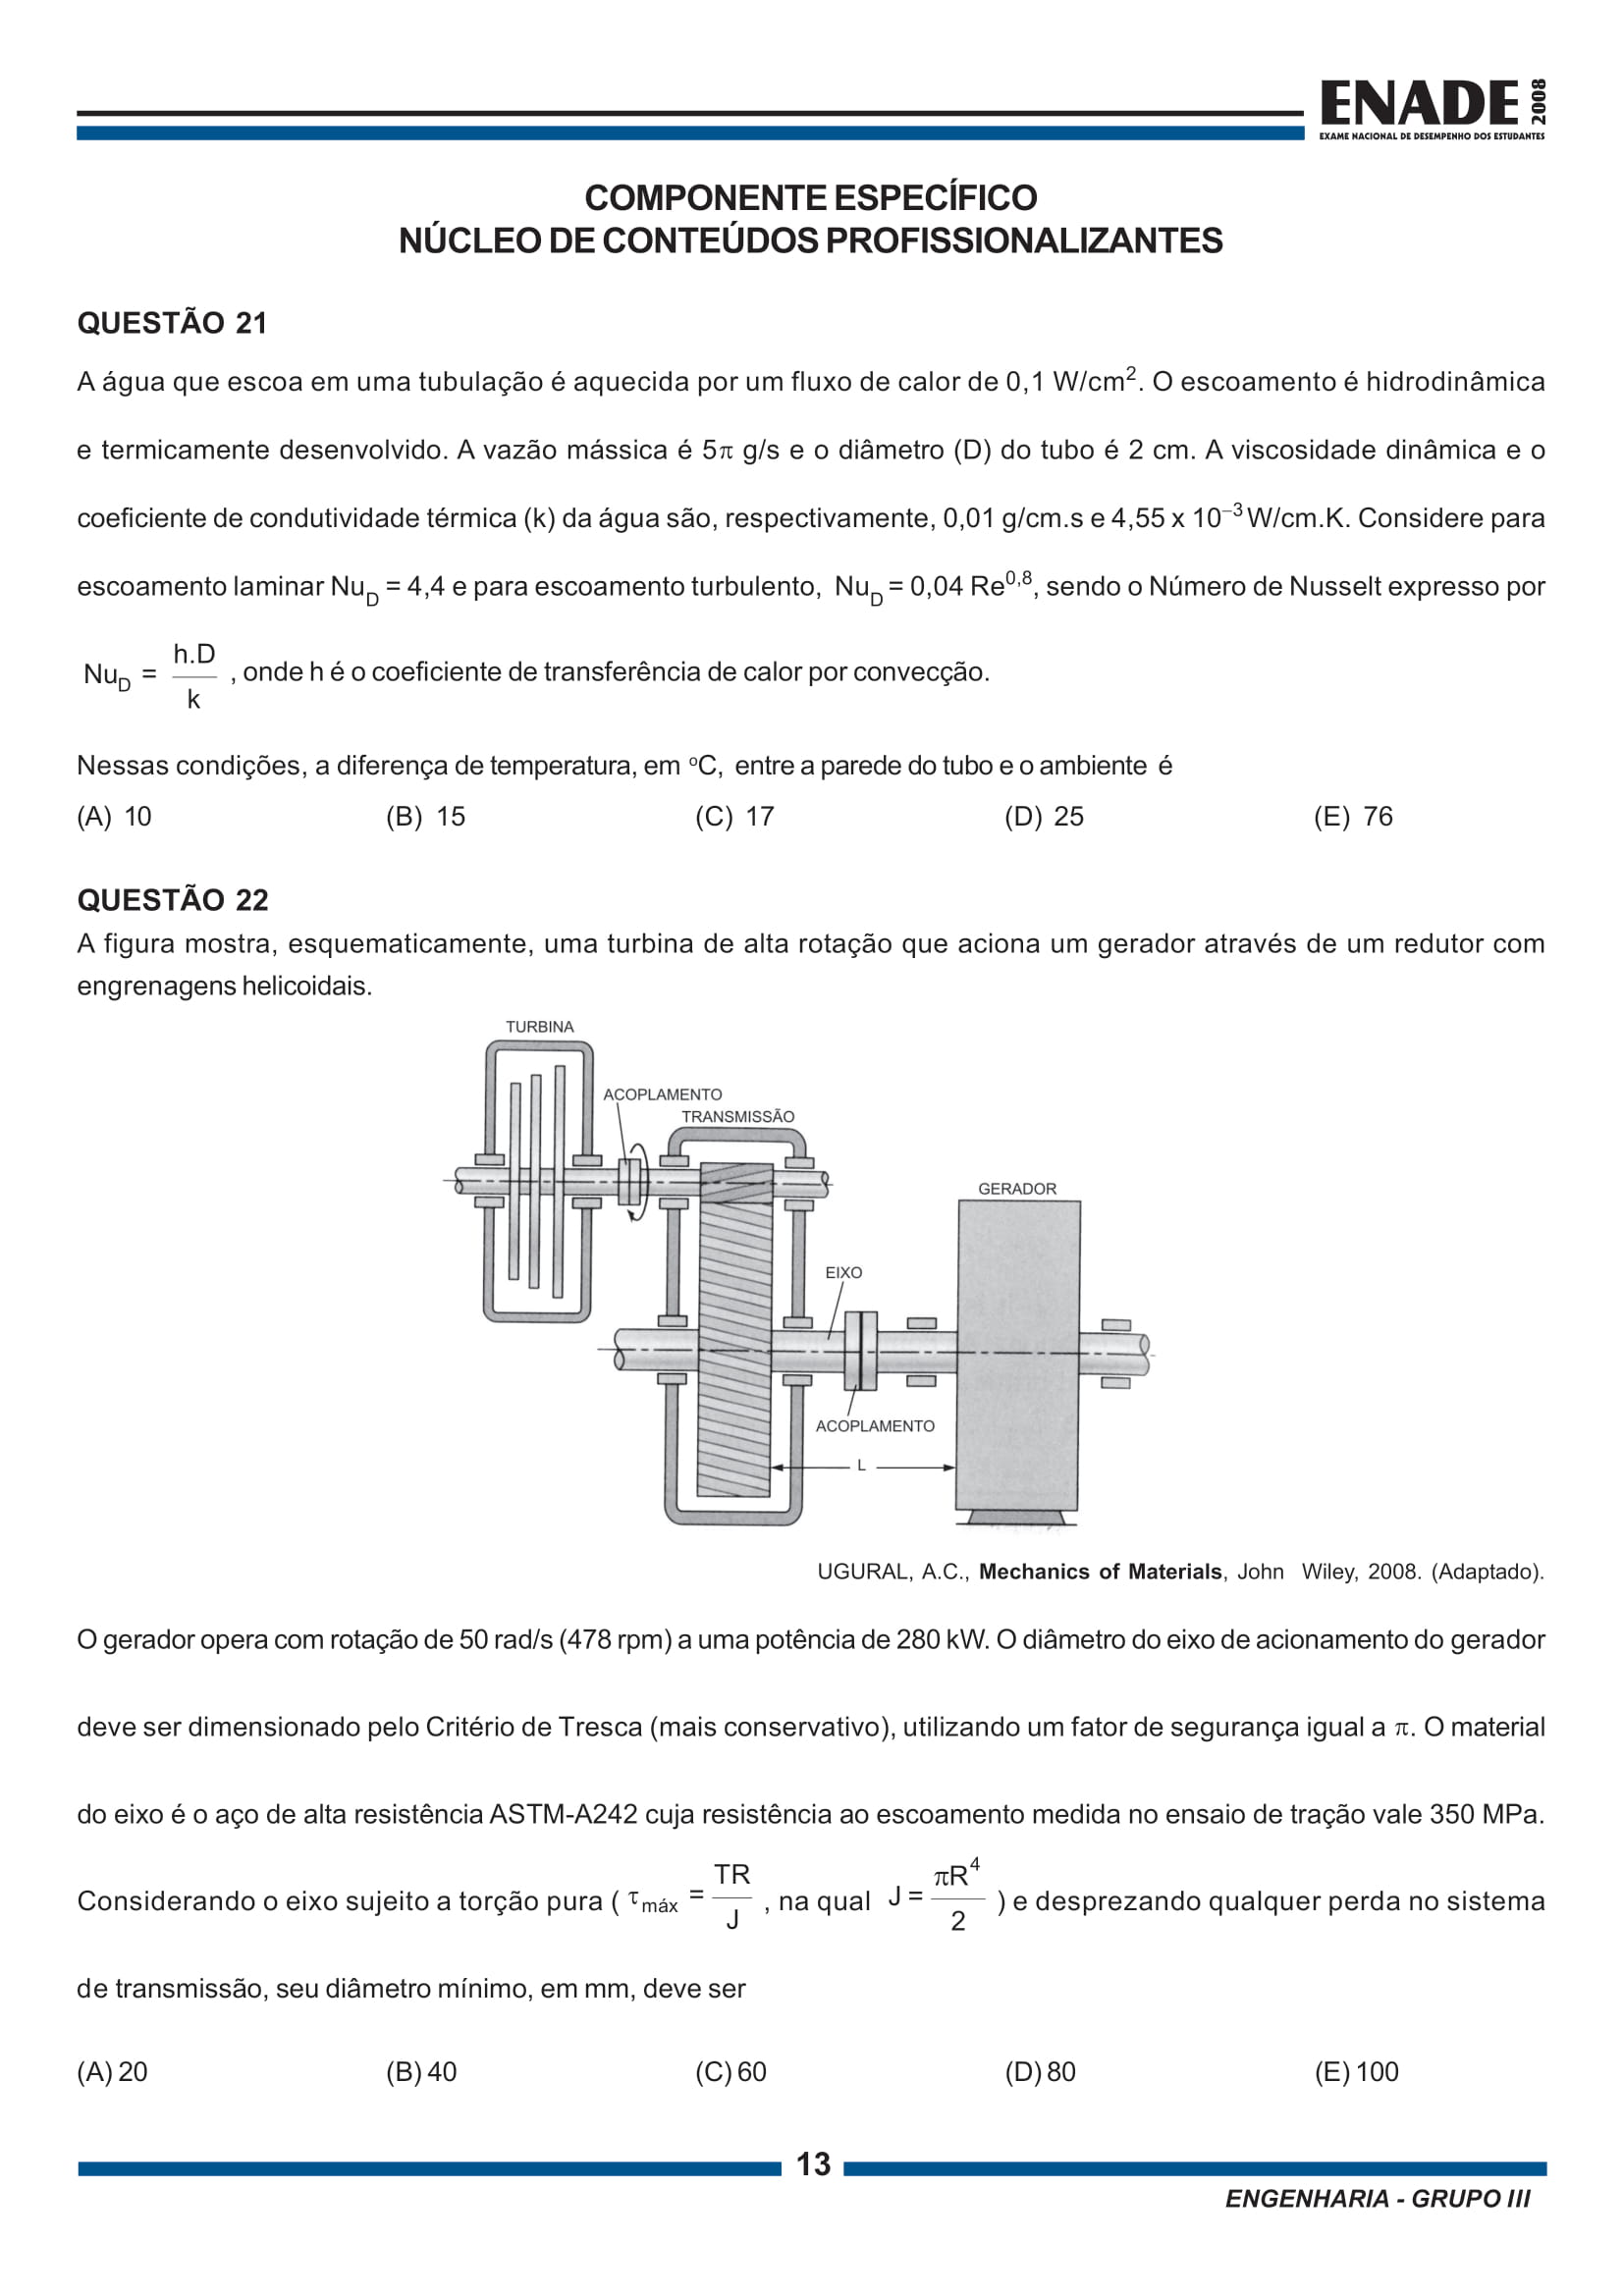 ENADE 2008
EXAME NACIONAL DE DESEMPENHO DOS ESTUDANTES
COMPONENTE ESPECÍFICO
NÚCLEO DE CONTEÚDOS PROFISSIONALIZANTES
QUESTÃO 21
A água que escoa em uma tubulação é aquecida por um fluxo de calor de 0,1 W/cm². O escoamento é hidrodinâmica
e termicamente desenvolvido. A vazão mássica é 5π g/s e o diâmetro (D) do tubo é 2 cm. A viscosidade dinâmica e o
coeficiente de condutividade térmica (k) da água são, respectivamente, 0,01 g/cm.s e 4,55 x 10⁻³ W/cm.K. Considere para
escoamento laminar Nu_D = 4,4 e para escoamento turbulento, Nu_D = 0,04 Re^0,8, sendo o Número de Nusselt expresso por
Nu_D = h.D / k , onde h é o coeficiente de transferência de calor por convecção.
Nessas condições, a diferença de temperatura, em ºC, entre a parede do tubo e o ambiente é
(A) 10 (B) 15 (C) 17 (D) 25 (E) 76
QUESTÃO 22
A figura mostra, esquematicamente, uma turbina de alta rotação que aciona um gerador através de um redutor com
engrenagens helicoidais.
TURBINA
ACOPLAMENTO
TRANSMISSÃO
GERADOR
EIXO
ACOPLAMENTO
L
UGURAL, A.C., Mechanics of Materials, John Wiley, 2008. (Adaptado).
O gerador opera com rotação de 50 rad/s (478 rpm) a uma potência de 280 kW. O diâmetro do eixo de acionamento do gerador
deve ser dimensionado pelo Critério de Tresca (mais conservativo), utilizando um fator de segurança igual a π. O material
do eixo é o aço de alta resistência ASTM-A242 cuja resistência ao escoamento medida no ensaio de tração vale 350 MPa.
Considerando o eixo sujeito a torção pura ( τ_máx = TR / J , na qual J = πR⁴ / 2 ) e desprezando qualquer perda no sistema
de transmissão, seu diâmetro mínimo, em mm, deve ser
(A) 20 (B) 40 (C) 60 (D) 80 (E) 100
13
ENGENHARIA - GRUPO III